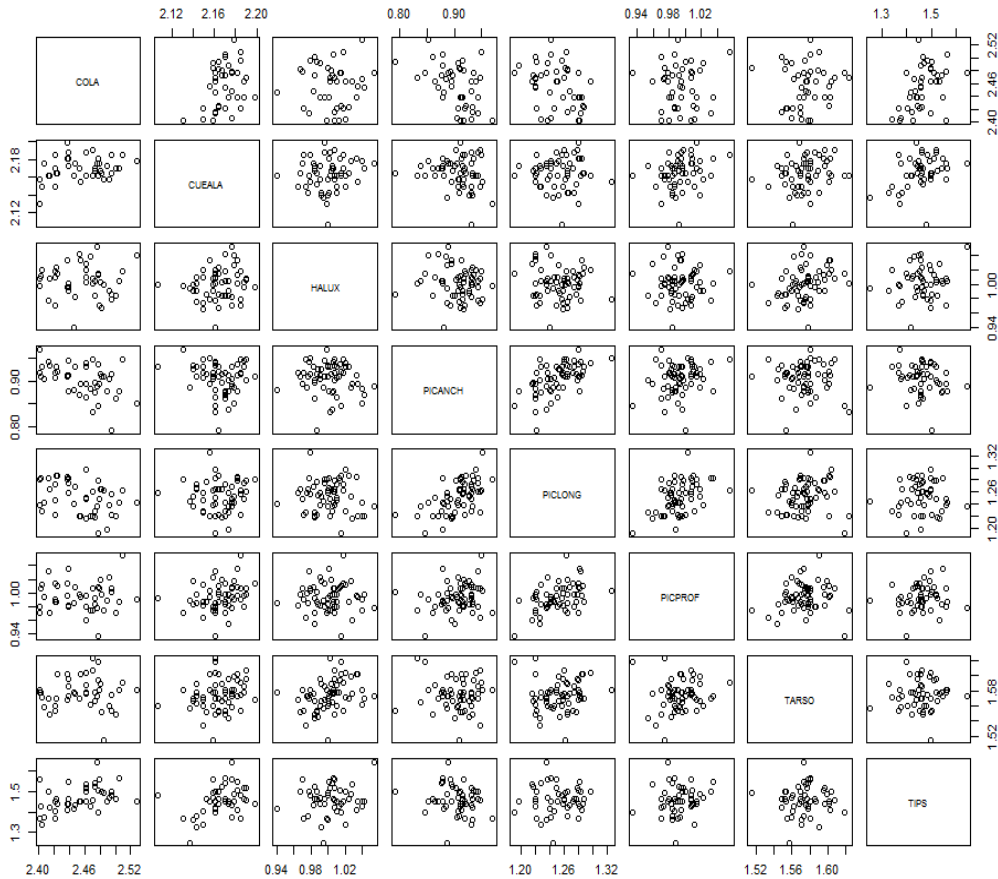 2.12 2.16 2.20 0.80 0.90 0.94 0.98 1.02 1.3 1.5
COLA
2.40 2.46 2.52
2.12 2.18
CUEALA
HALUX
0.94 1.00
0.80 0.90
PICANCH
PICLONG
1.20 1.26 1.32
0.94 1.00
PICPROF
TARSO
1.52 1.58
1.3 1.5
TIPS
2.40 2.46 2.52 0.94 0.98 1.02 1.20 1.26 1.32 1.52 1.56 1.60